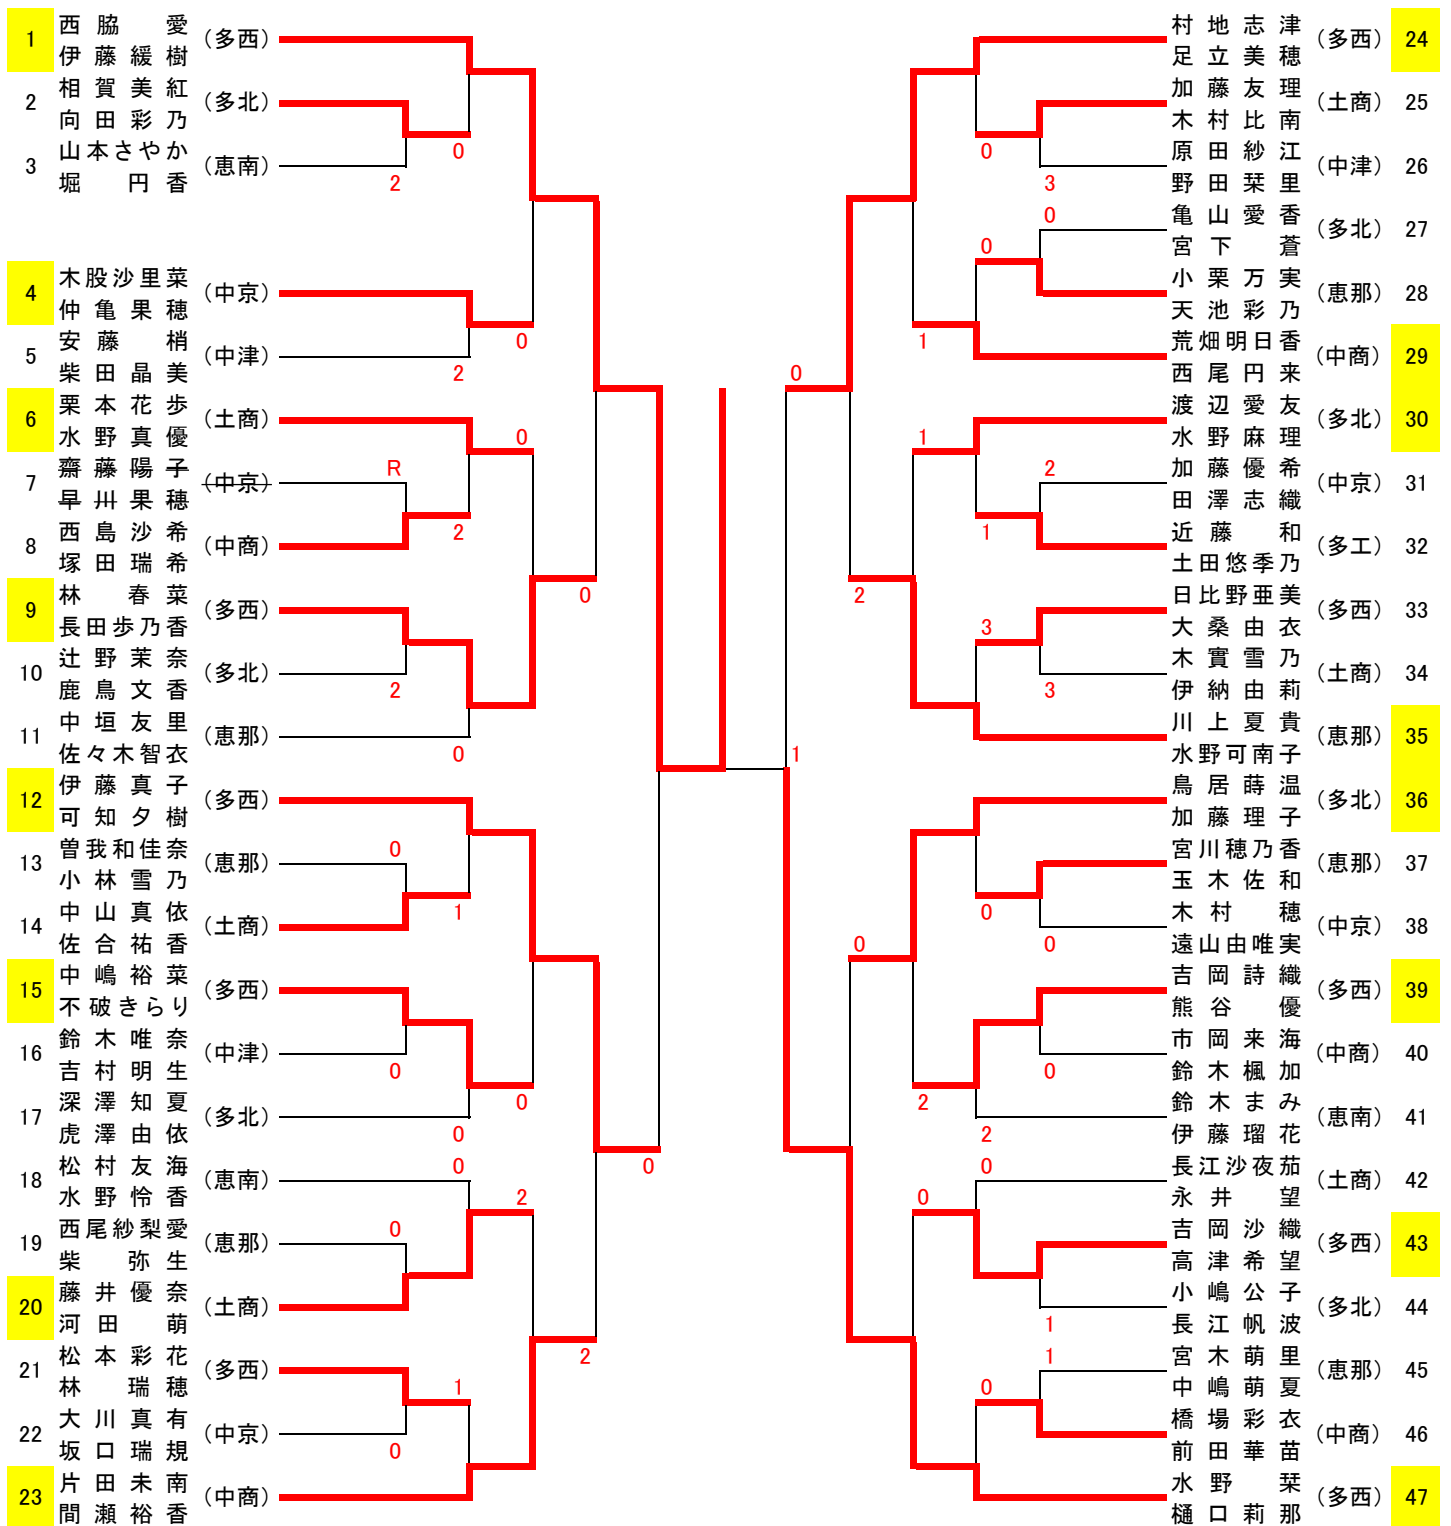 1 西脇 愛 (多西)
伊藤緩樹
2 相賀美紅 (多北)
向田彩乃
3 山本さやか (恵南)
堀 円香
0
2
4 木股沙里菜 (中京)
仲亀果穂
5 安藤 梢 (中津)
柴田晶美
0
2
6 栗本花歩 (土商)
水野真優
7 齋藤陽子 (中京)
早川果穂
8 西島沙希 (中商)
塚田瑞希
0
R
2
9 林 春菜 (多西)
長田歩乃香
10 辻野茉奈 (多北)
鹿鳥文香
11 中垣友里 (恵那)
佐々木智衣
0
2
0
12 伊藤真子 (多西)
可知夕樹
13 曽我和佳奈 (恵那)
小林雪乃
14 中山真依 (土商)
佐合祐香
0
1
15 中嶋裕菜 (多西)
不破きらり
16 鈴木唯奈 (中津)
吉村明生
17 深澤知夏 (多北)
虎澤由依
0
0
0
18 松村友海 (恵南)
水野怜香
19 西尾紗梨愛 (恵那)
柴 弥生
20 藤井優奈 (土商)
河田 萌
0
0
2
0
21 松本彩花 (多西)
林 瑞穂
22 大川真有 (中京)
坂口瑞規
23 片田未南 (中商)
間瀬裕香
2
1
0
村地志津 (多西) 24
足立美穂
加藤友理 (土商) 25
木村比南
原田紗江 (中津) 26
野田栞里
0
3
亀山愛香 (多北) 27
宮下 蒼
小栗万実 (恵那) 28
天池彩乃
荒畑明日香 (中商) 29
西尾円来
0
0
1
0
渡辺愛友 (多北) 30
水野麻理
加藤優希 (中京) 31
田澤志織
近藤 和 (多工) 32
土田悠季乃
1
2
1
日比野亜美 (多西) 33
大桑由衣
木實雪乃 (土商) 34
伊納由莉
川上夏貴 (恵那) 35
水野可南子
2
3
3
1
鳥居蒔温 (多北) 36
加藤理子
宮川穂乃香 (恵那) 37
玉木佐和
木村 穂 (中京) 38
遠山由唯実
0
0
0
吉岡詩織 (多西) 39
熊谷 優
市岡来海 (中商) 40
鈴木楓加
鈴木まみ (恵南) 41
伊藤瑠花
0
2
2
長江沙夜茄 (土商) 42
永井 望
吉岡沙織 (多西) 43
高津希望
小嶋公子 (多北) 44
長江帆波
0
0
1
宮木萌里 (恵那) 45
中嶋萌夏
橋場彩衣 (中商) 46
前田華苗
水野 栞 (多西) 47
樋口莉那
1
0